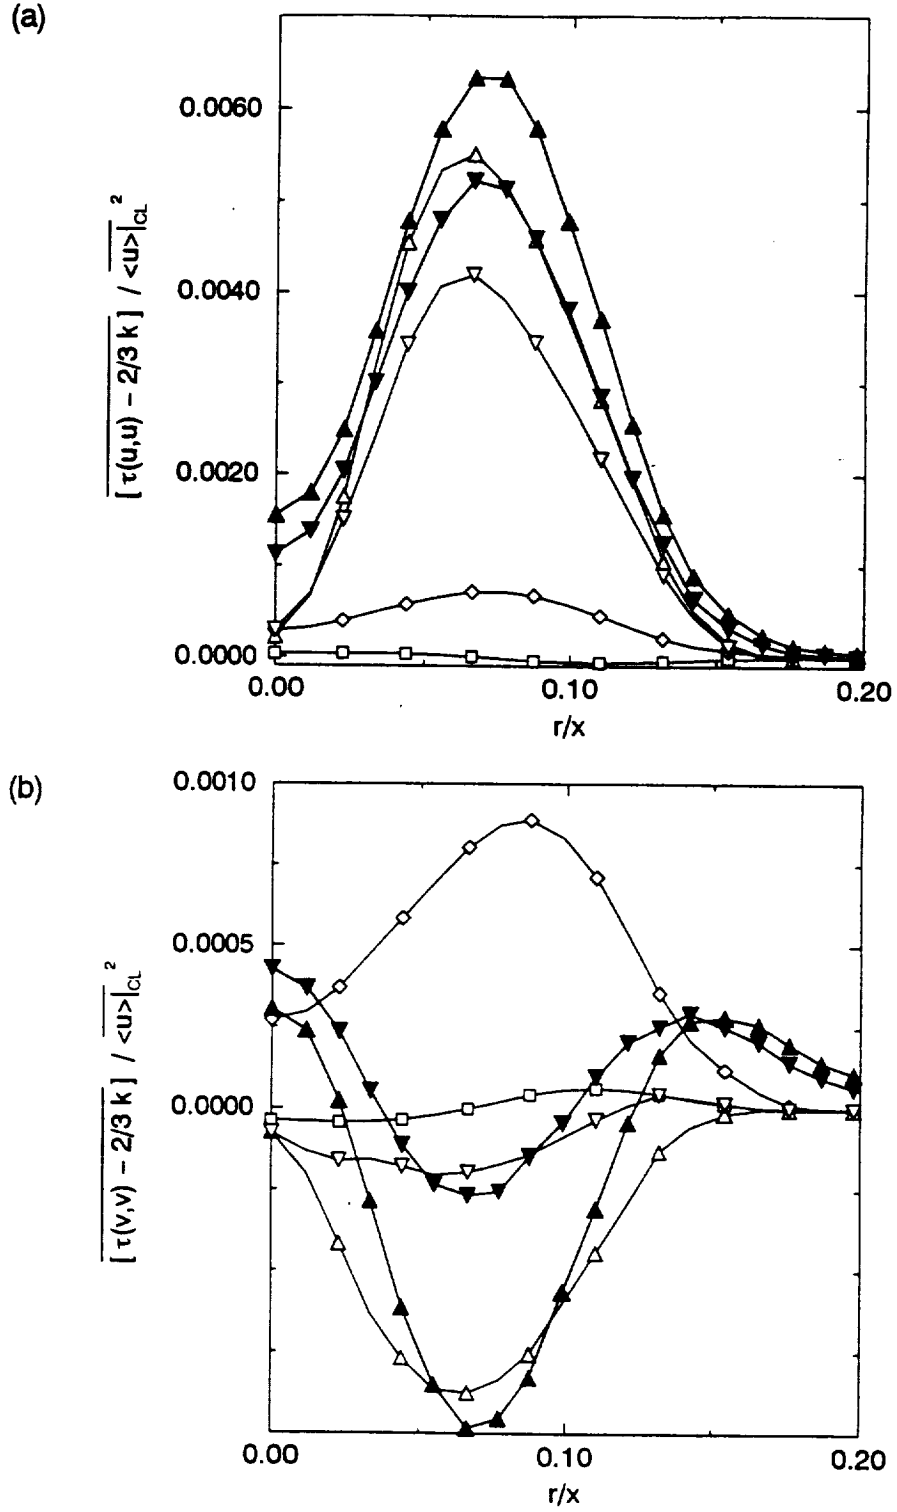 (a)
0.0060
0.0040
0.0020
0.0000
[ τ(u,u) − 2/3 k ] / <u>|CL 2
0.00
0.10
0.20
r/x
(b)
0.0010
0.0005
0.0000
[ τ(v,v) − 2/3 k ] / <u>|CL 2
0.00
0.10
0.20
r/x